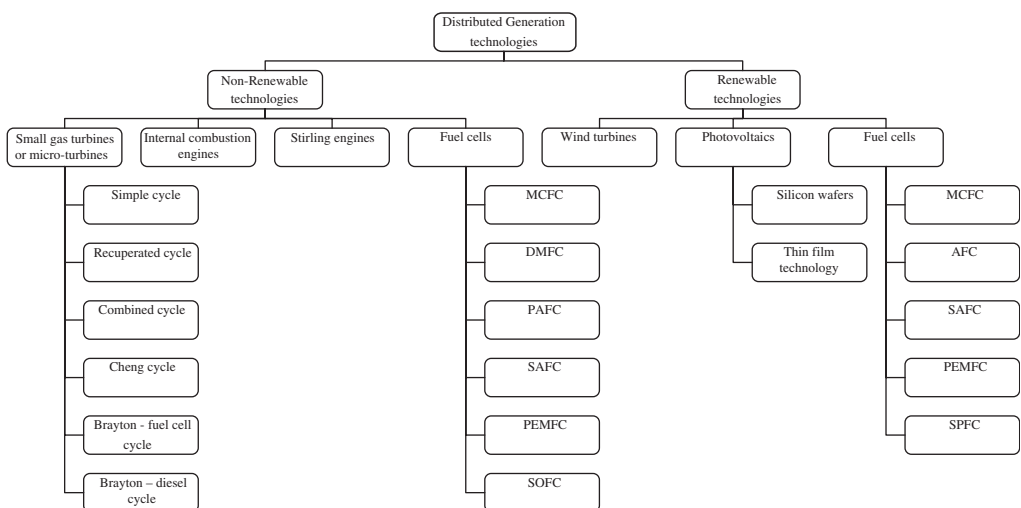 Distributed Generation
technologies
Non-Renewable
technologies
Renewable
technologies
Small gas turbines
or micro-turbines
Internal combustion
engines
Stirling engines
Fuel cells
Wind turbines
Photovoltaics
Fuel cells
Simple cycle
Recuperated cycle
Combined cycle
Cheng cycle
Brayton - fuel cell
cycle
Brayton – diesel
cycle
MCFC
DMFC
PAFC
SAFC
PEMFC
SOFC
Silicon wafers
Thin film
technology
MCFC
AFC
SAFC
PEMFC
SPFC